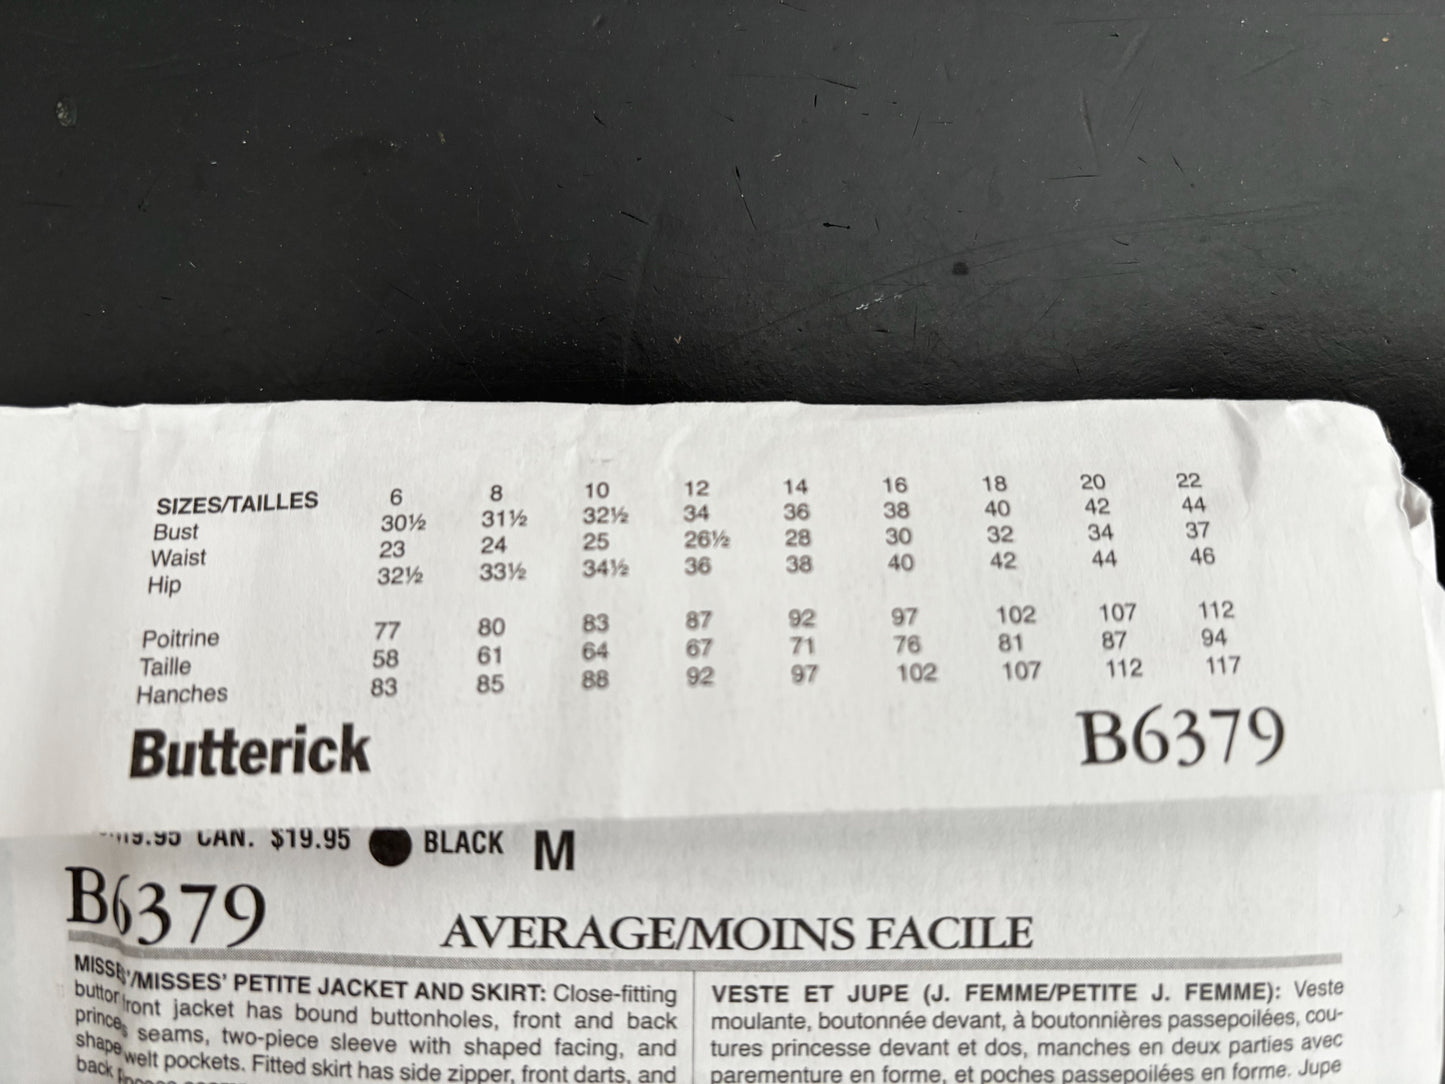 SIZES/TAILLES 6 8 10 12 14 16 18 20 22
Bust 30½ 31½ 32½ 34 36 38 40 42 44
Waist 23 24 25 26½ 28 30 32 34 37
Hip 32½ 33½ 34½ 36 38 40 42 44 46
Poitrine 77 80 83 87 92 97 102 107 112
Taille 58 61 64 67 71 76 81 87 94
Hanches 83 85 88 92 97 102 107 112 117
Butterick B6379
CAN. $19.95 BLACK M
B6379
AVERAGE/MOINS FACILE
MISSES'/MISSES' PETITE JACKET AND SKIRT: Close-fitting
button front jacket has bound buttonholes, front and back
princess seams, two-piece sleeve with shaped facing, and
shape welt pockets. Fitted skirt has side zipper, front darts, and
back
VESTE ET JUPE (J. FEMME/PETITE J. FEMME): Veste
moulante, boutonnée devant, à boutonnières passepoilées, cou-
tures princesse devant et dos, manches en deux parties avec
parementure en forme, et poches passepoilées en forme. Jupe